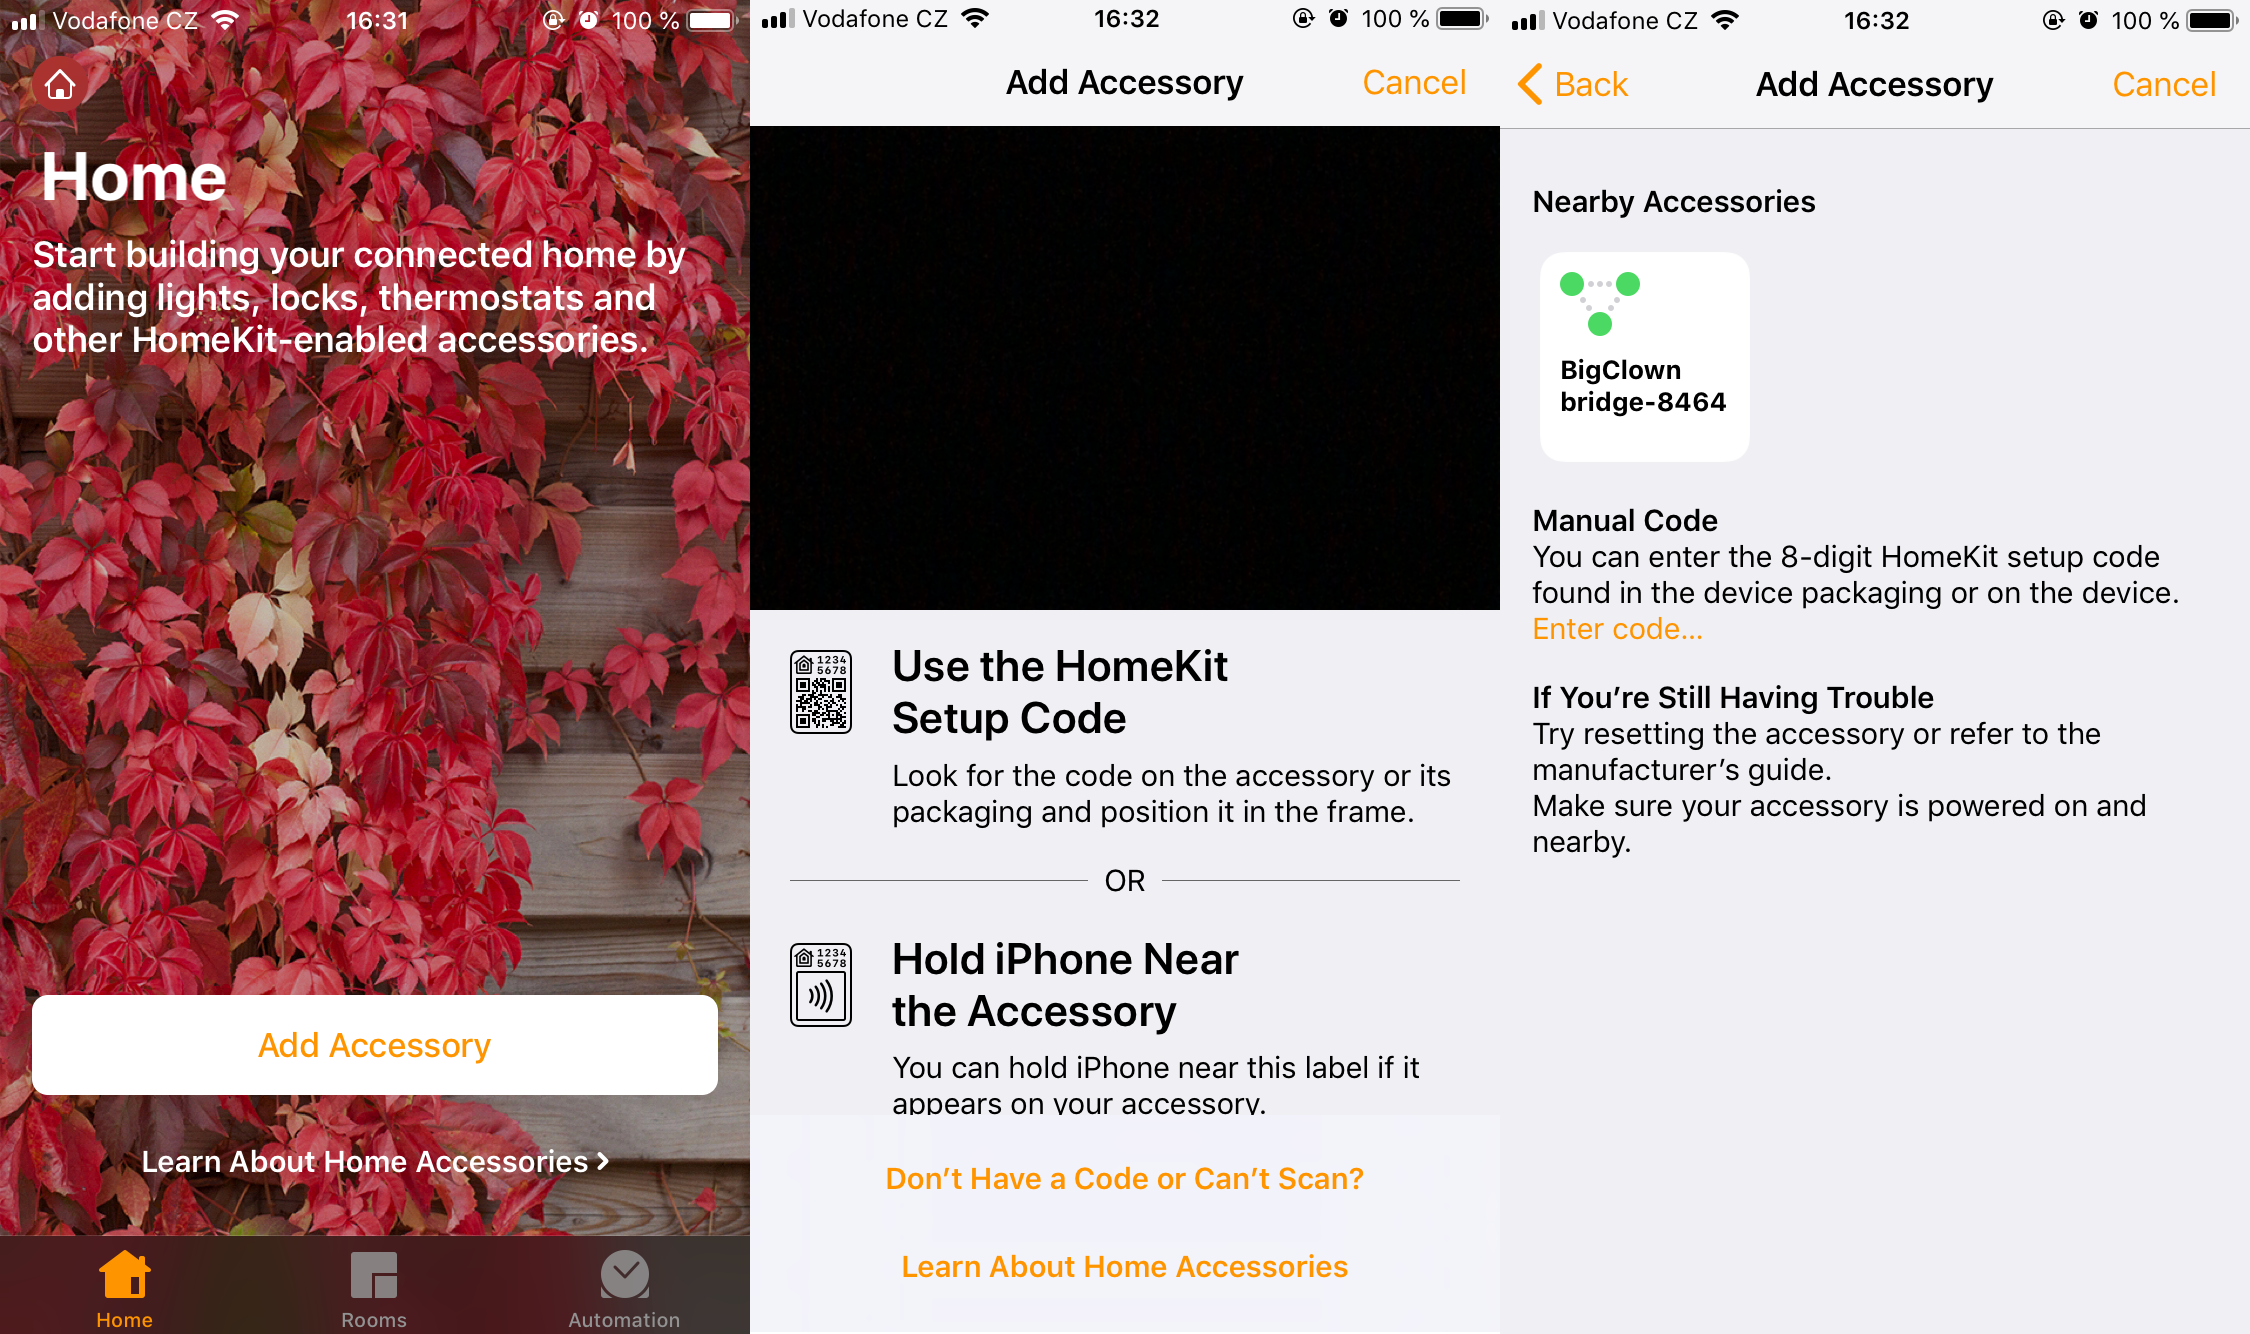 Vodafone CZ 16:31 100 %
Home
Start building your connected home by
adding lights, locks, thermostats and
other HomeKit-enabled accessories.
Add Accessory
Learn About Home Accessories >
Home Rooms Automation
Vodafone CZ 16:32 100 %
Add Accessory Cancel
1234
5678
Use the HomeKit
Setup Code
Look for the code on the accessory or its
packaging and position it in the frame.
OR
1234
5678
Hold iPhone Near
the Accessory
You can hold iPhone near this label if it
appears on your accessory.
Don't Have a Code or Can't Scan?
Learn About Home Accessories
Vodafone CZ 16:32 100 %
Back Add Accessory Cancel
Nearby Accessories
BigClown
bridge-8464
Manual Code
You can enter the 8-digit HomeKit setup code
found in the device packaging or on the device.
Enter code...
If You're Still Having Trouble
Try resetting the accessory or refer to the
manufacturer's guide.
Make sure your accessory is powered on and
nearby.